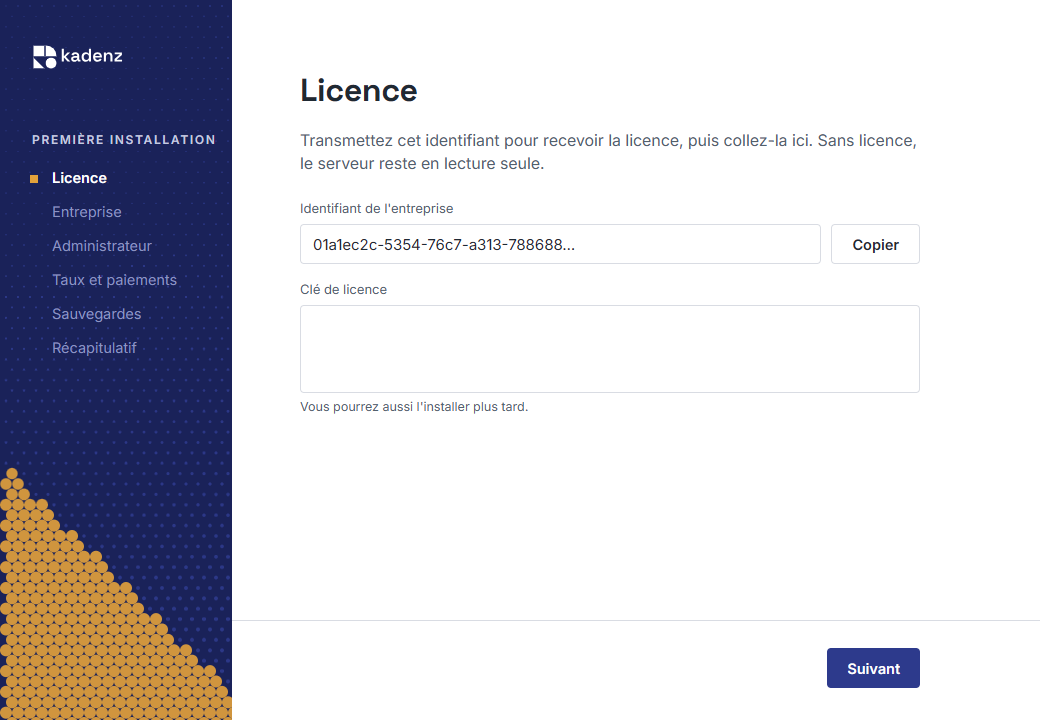 kadenz
PREMIÈRE INSTALLATION
Licence
Entreprise
Administrateur
Taux et paiements
Sauvegardes
Récapitulatif
Licence
Transmettez cet identifiant pour recevoir la licence, puis collez-la ici. Sans licence,
le serveur reste en lecture seule.
Identifiant de l'entreprise
01a1ec2c-5354-76c7-a313-788688...
Copier
Clé de licence
Vous pourrez aussi l'installer plus tard.
Suivant